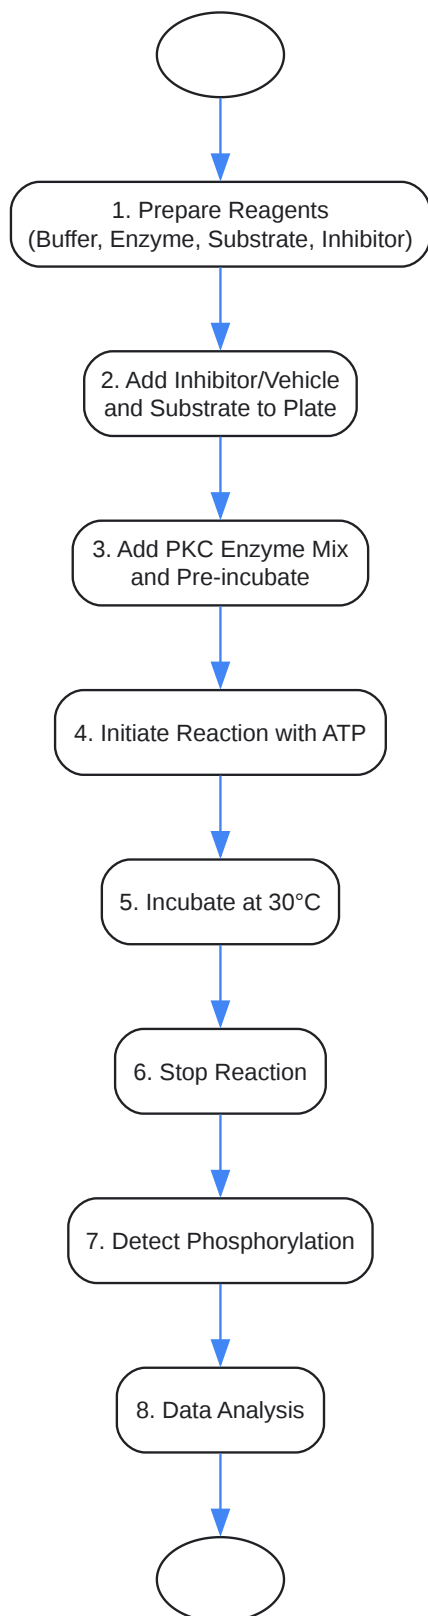 1. Prepare Reagents
(Buffer, Enzyme, Substrate, Inhibitor)
2. Add Inhibitor/Vehicle
and Substrate to Plate
3. Add PKC Enzyme Mix
and Pre-incubate
4. Initiate Reaction with ATP
5. Incubate at 30°C
6. Stop Reaction
7. Detect Phosphorylation
8. Data Analysis